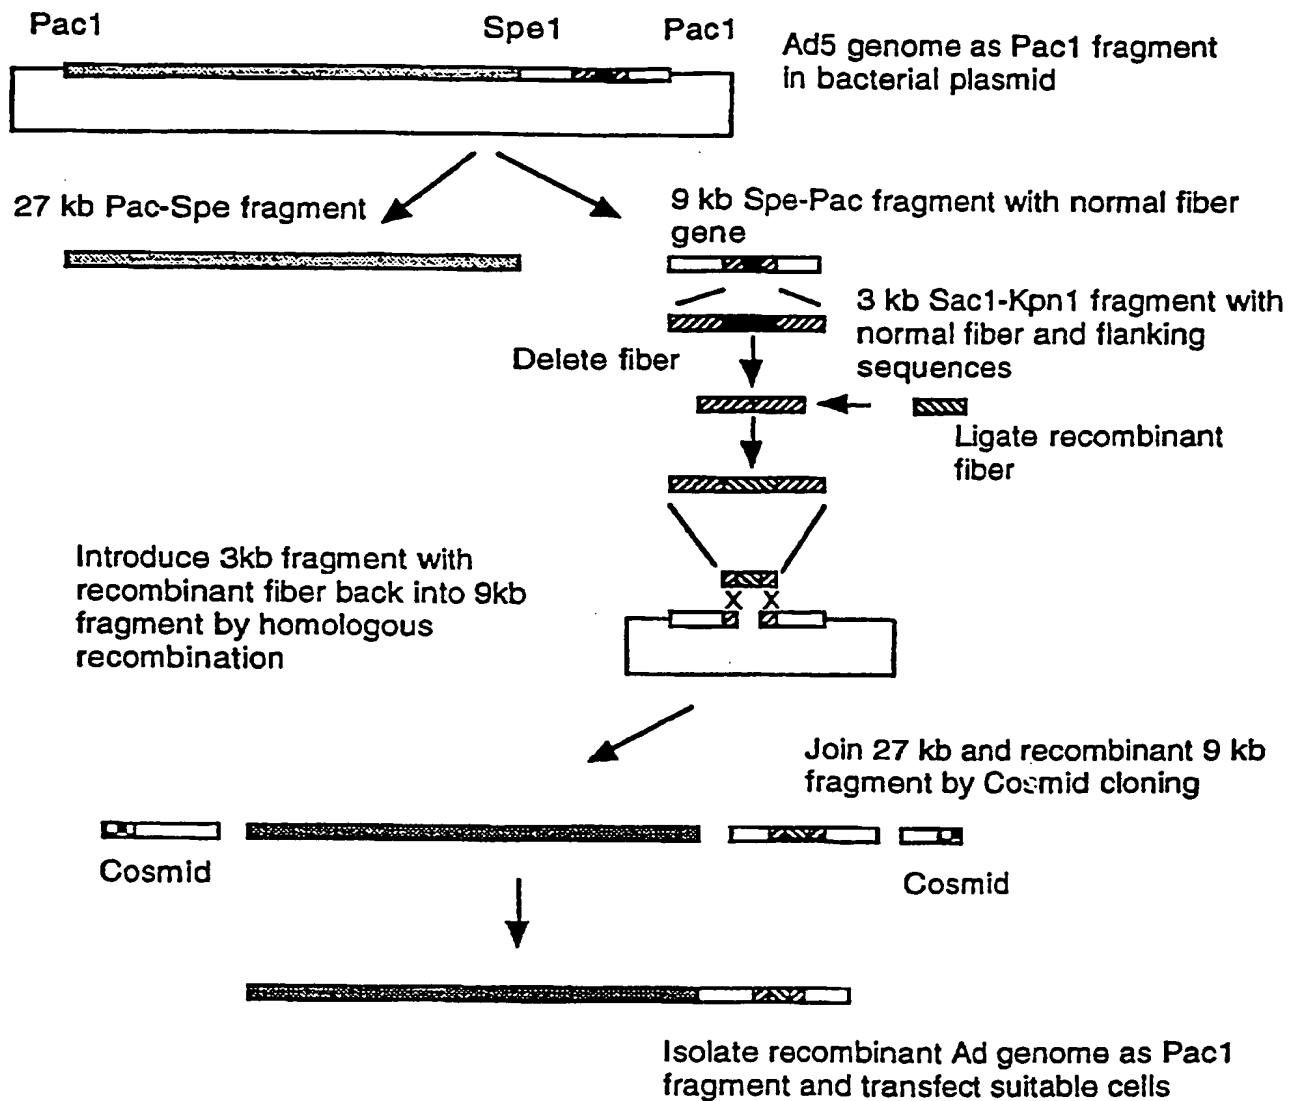 Pac1
Spe1
Pac1
Ad5 genome as Pac1 fragment
in bacterial plasmid
27 kb Pac-Spe fragment
9 kb Spe-Pac fragment with normal fiber
gene
3 kb Sac1-Kpn1 fragment with
normal fiber and flanking
sequences
Delete fiber
Ligate recombinant
fiber
Introduce 3kb fragment with
recombinant fiber back into 9kb
fragment by homologous
recombination
X X
Join 27 kb and recombinant 9 kb
fragment by Cosmid cloning
Cosmid
Cosmid
Isolate recombinant Ad genome as Pac1
fragment and transfect suitable cells